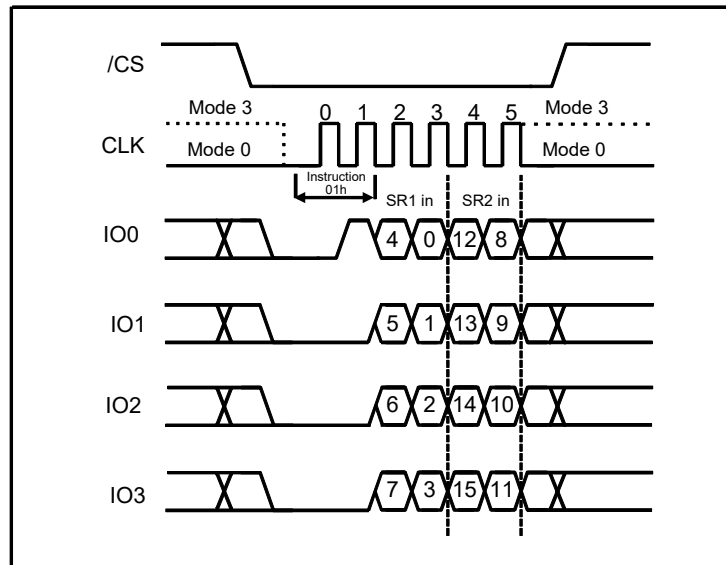 /CS
Mode 3
0 1 2 3 4 5
Mode 3
CLK
Mode 0
Mode 0
Instruction
01h
SR1 in
SR2 in
IO0
4 0 12 8
IO1
5 1 13 9
IO2
6 2 14 10
IO3
7 3 15 11